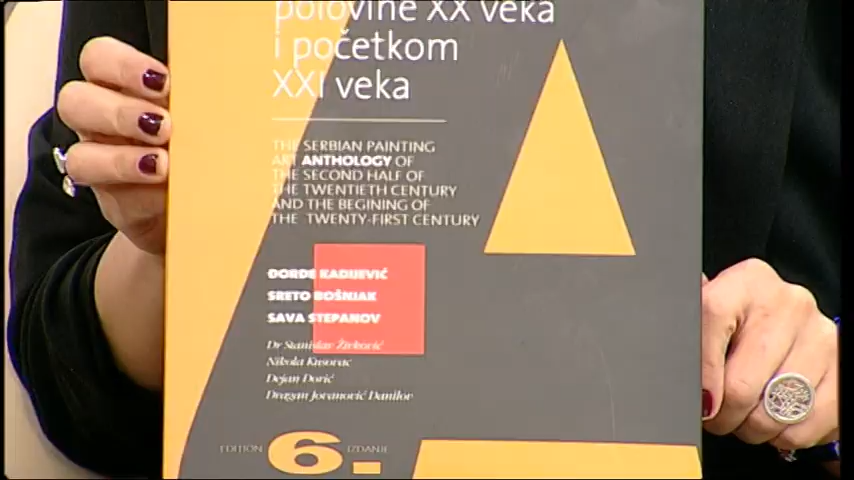 polovine XX veka
i početkom
XXI veka
THE SERBIAN PAINTING
ART ANTHOLOGY OF
THE SECOND HALF OF
THE TWENTIETH CENTURY
AND THE BEGINING OF
THE TWENTY-FIRST CENTURY
ĐORĐE KADIJEVIĆ
SRETO BOŠNJAK
SAVA STEPANOV
Dr Stanislav Živković
Nikola Kusovac
Dejan Đorić
Dragan Jovanović Danilov
EDITION 6. IZDANJE